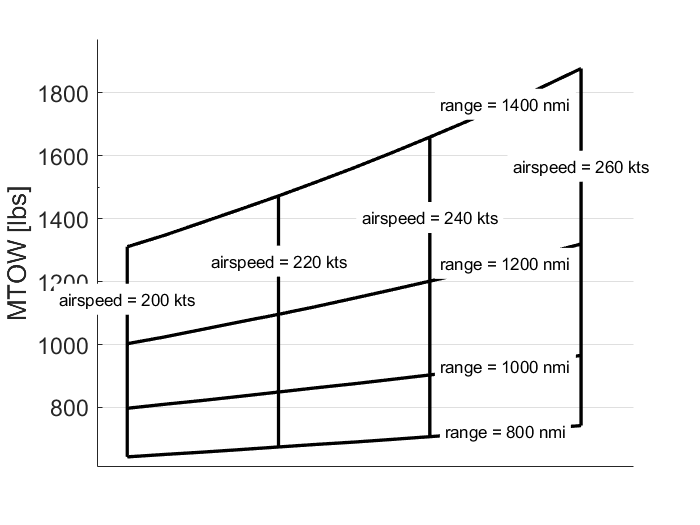 1800
range = 1400 nmi
1600
airspeed = 260 kts
1400
airspeed = 240 kts
airspeed = 220 kts
range = 1200 nmi
1200
airspeed = 200 kts
1000
range = 1000 nmi
800
range = 800 nmi
MTOW [lbs]